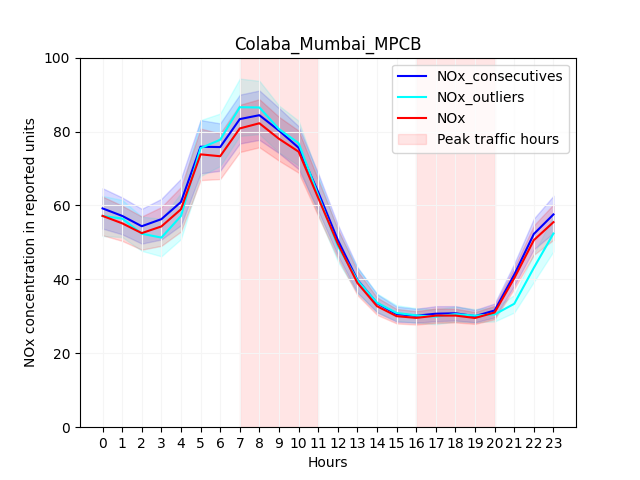 Colaba_Mumbai_MPCB
NOx concentration in reported units
100
80
60
40
20
0
NOx_consecutives
NOx_outliers
NOx
Peak traffic hours
0 1 2 3 4 5 6 7 8 9 10 11 12 13 14 15 16 17 18 19 20 21 22 23
Hours